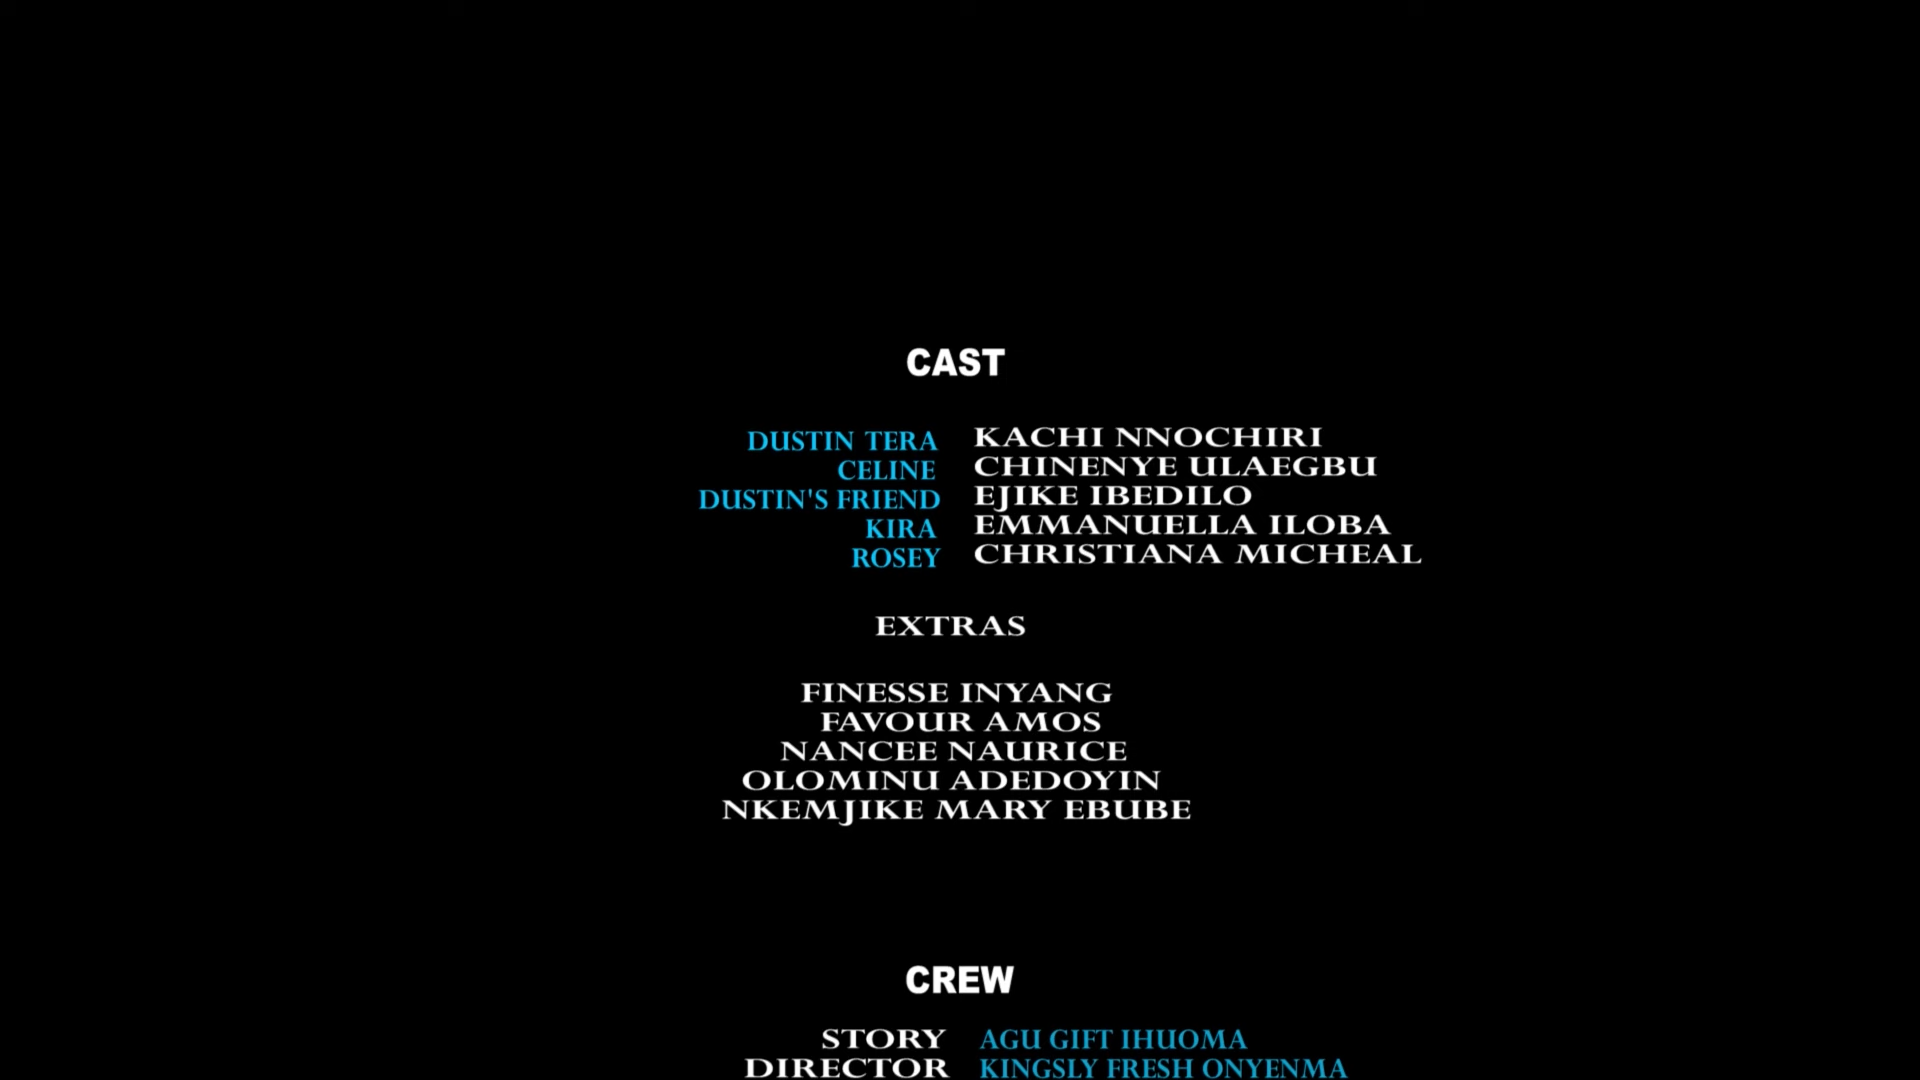 CAST
DUSTIN TERA KACHI NNOCHIRI
CELINE CHINENYE ULAEGBU
DUSTIN'S FRIEND EJIKE IBEDILO
KIRA EMMANUELLA ILOBA
ROSEY CHRISTIANA MICHEAL
EXTRAS
FINESSE INYANG
FAVOUR AMOS
NANCEE NAURICE
OLOMINU ADEDOYIN
NKEMJIKE MARY EBUBE
CREW
STORY AGU GIFT IHUOMA
DIRECTOR KINGSLY FRESH ONYENMA